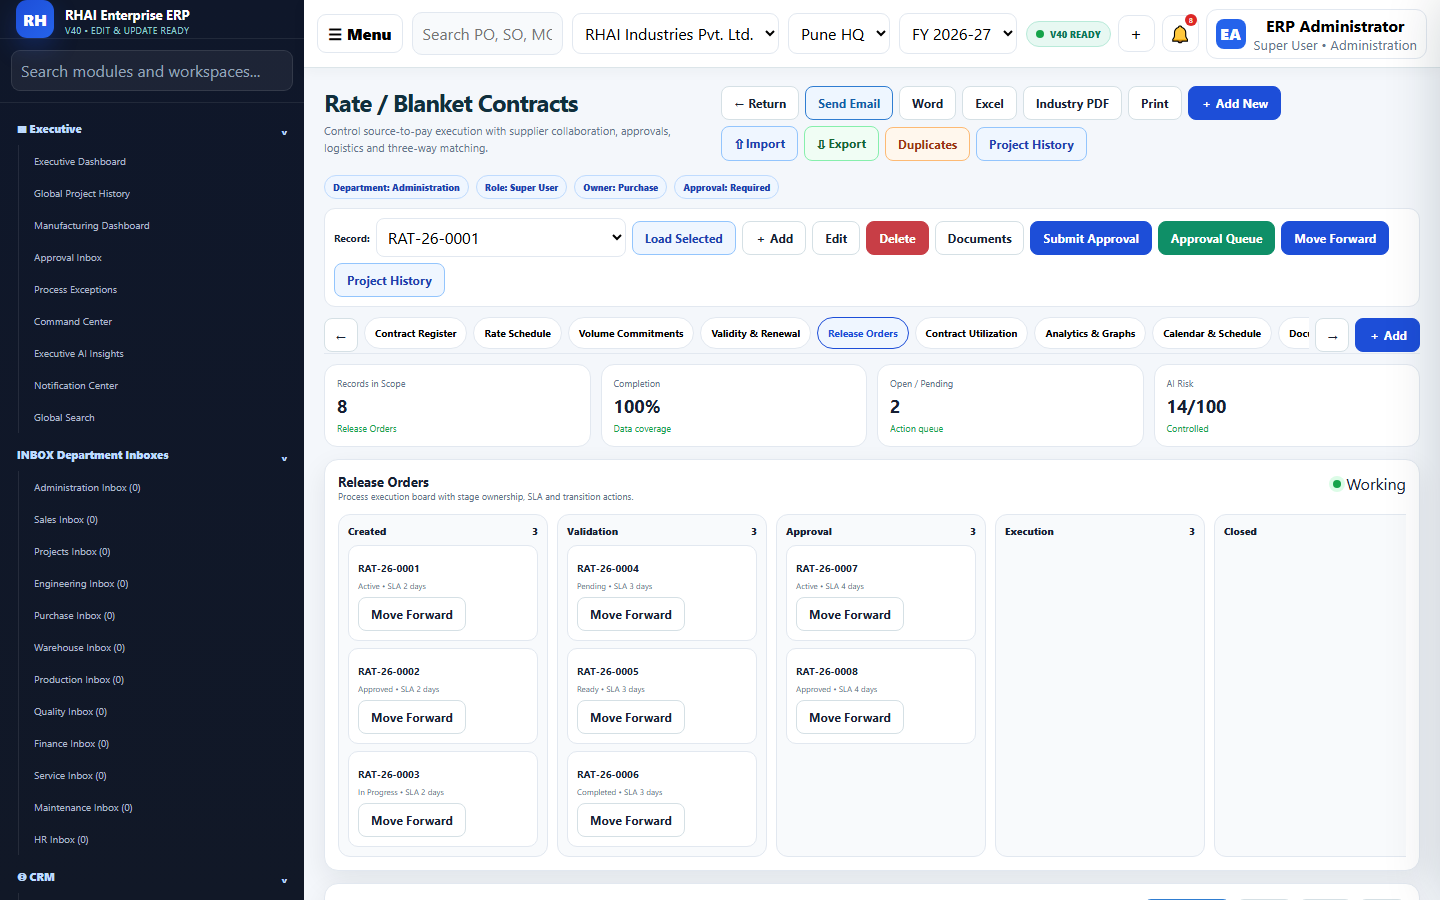 RH
RHAI Enterprise ERP
V40 • EDIT & UPDATE READY
Search modules and workspaces...
Executive
Executive Dashboard
Global Project History
Manufacturing Dashboard
Approval Inbox
Process Exceptions
Command Center
Executive AI Insights
Notification Center
Global Search
INBOX Department Inboxes
Administration Inbox (0)
Sales Inbox (0)
Projects Inbox (0)
Engineering Inbox (0)
Purchase Inbox (0)
Warehouse Inbox (0)
Production Inbox (0)
Quality Inbox (0)
Finance Inbox (0)
Service Inbox (0)
Maintenance Inbox (0)
HR Inbox (0)
CRM
☰ Menu
Search PO, SO, MO
RHAI Industries Pvt. Ltd.
Pune HQ
FY 2026-27
V40 READY
+
8
EA
ERP Administrator
Super User • Administration
Rate / Blanket Contracts
Control source-to-pay execution with supplier collaboration, approvals,
logistics and three-way matching.
← Return
Send Email
Word
Excel
Industry PDF
Print
+ Add New
⇧ Import
⇩ Export
Duplicates
Project History
Department: Administration
Role: Super User
Owner: Purchase
Approval: Required
Record:
RAT-26-0001
Load Selected
+ Add
Edit
Delete
Documents
Submit Approval
Approval Queue
Move Forward
Project History
←
Contract Register
Rate Schedule
Volume Commitments
Validity & Renewal
Release Orders
Contract Utilization
Analytics & Graphs
Calendar & Schedule
Docu
→
+ Add
Records in Scope
8
Release Orders
Completion
100%
Data coverage
Open / Pending
2
Action queue
AI Risk
14/100
Controlled
Release Orders
Process execution board with stage ownership, SLA and transition actions.
Working
Created 3
RAT-26-0001
Active • SLA 2 days
Move Forward
RAT-26-0002
Approved • SLA 2 days
Move Forward
RAT-26-0003
In Progress • SLA 2 days
Move Forward
Validation 3
RAT-26-0004
Pending • SLA 3 days
Move Forward
RAT-26-0005
Ready • SLA 3 days
Move Forward
RAT-26-0006
Completed • SLA 3 days
Move Forward
Approval 3
RAT-26-0007
Active • SLA 4 days
Move Forward
RAT-26-0008
Approved • SLA 4 days
Move Forward
Execution 3
Closed